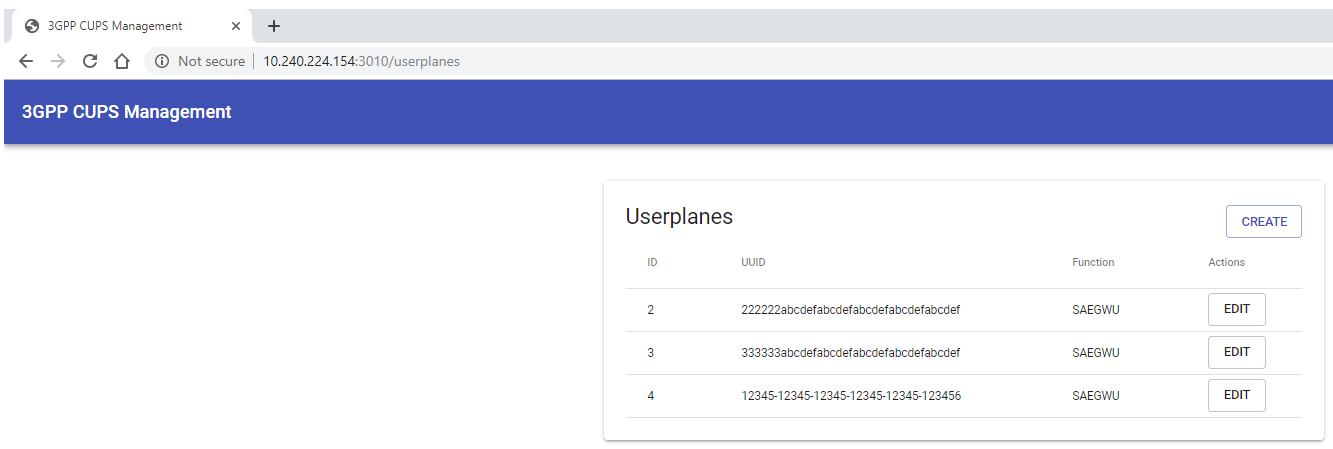 3GPP CUPS Management
Not secure 10.240.224.154:3010/userplanes
3GPP CUPS Management
Userplanes
CREATE
ID UUID Function Actions
2 222222abcdefabcdefabcdefabcdefabcdef SAEGWU EDIT
3 333333abcdefabcdefabcdefabcdefabcdef SAEGWU EDIT
4 12345-12345-12345-12345-12345-123456 SAEGWU EDIT